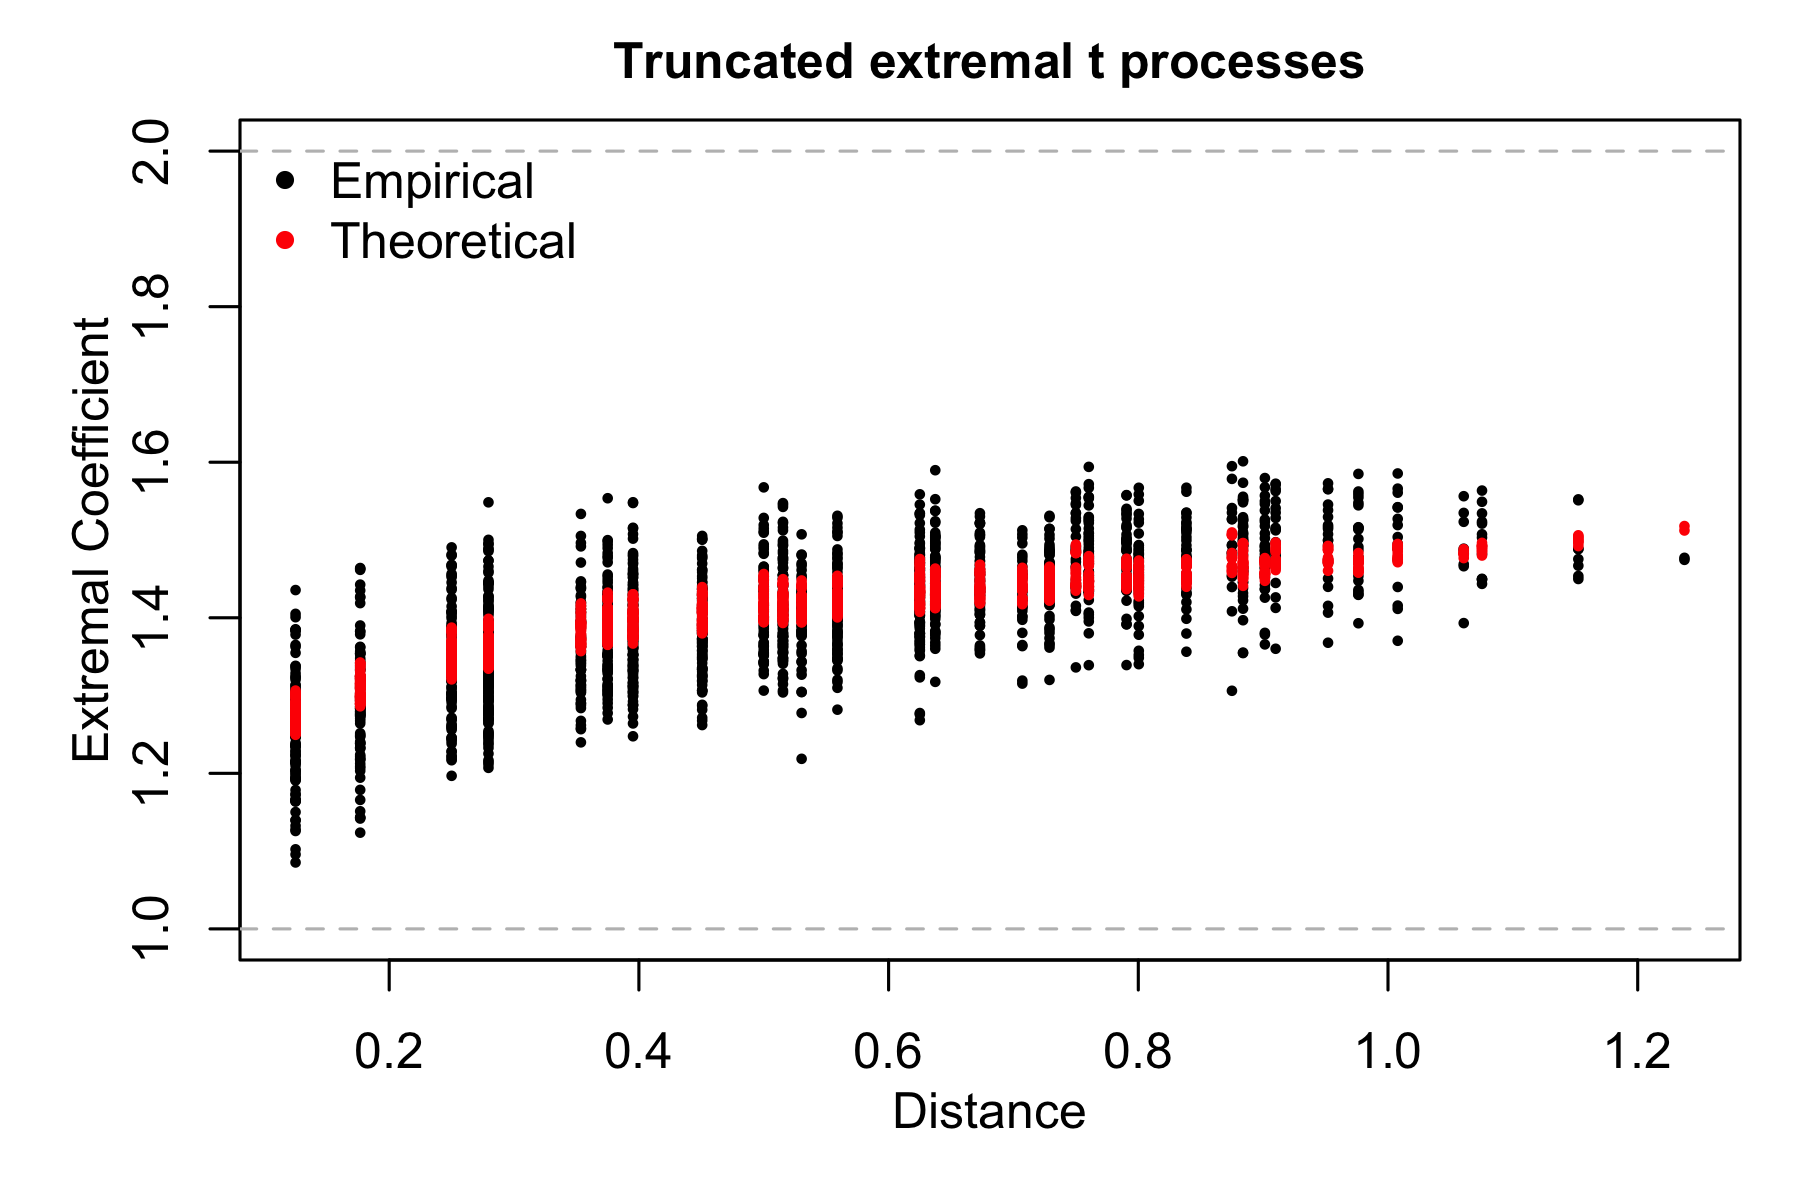 Truncated extremal t processes
Empirical
Theoretical
Extremal Coefficient
2.0
1.8
1.6
1.4
1.2
1.0
0.2 0.4 0.6 0.8 1.0 1.2
Distance